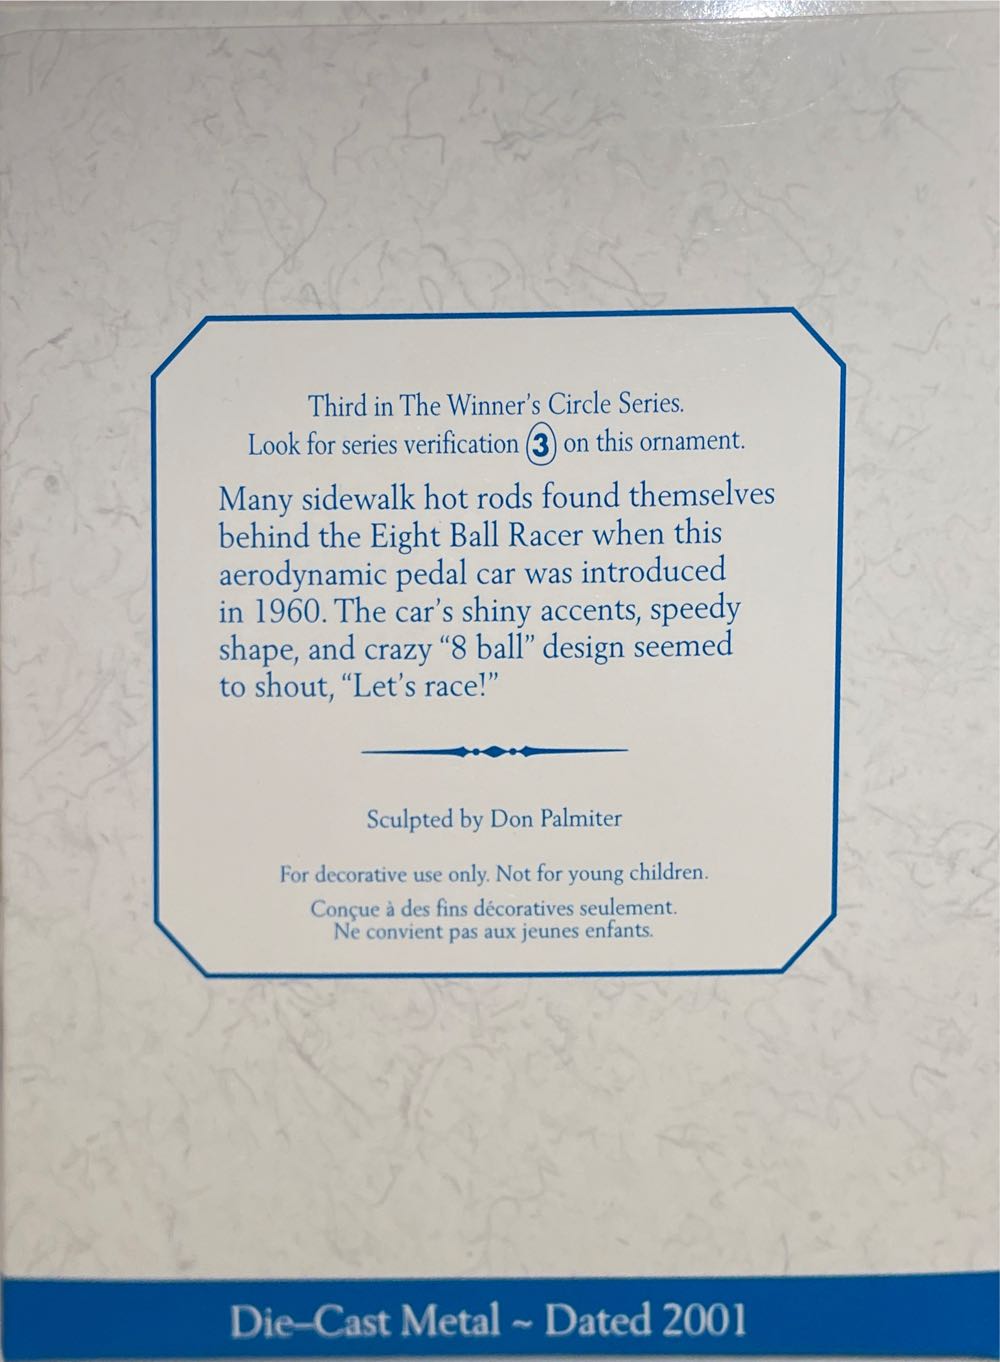 Third in The Winner's Circle Series.
Look for series verification 3 on this ornament.
Many sidewalk hot rods found themselves
behind the Eight Ball Racer when this
aerodynamic pedal car was introduced
in 1960. The car's shiny accents, speedy
shape, and crazy “8 ball” design seemed
to shout, “Let's race!”
Sculpted by Don Palmiter
For decorative use only. Not for young children.
Conçue à des fins décoratives seulement.
Ne convient pas aux jeunes enfants.
Die–Cast Metal ~ Dated 2001